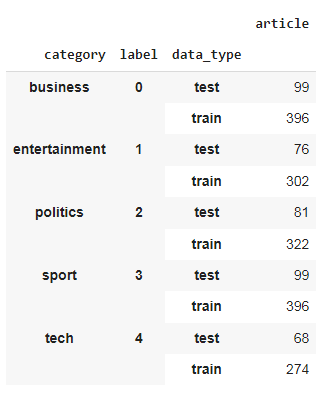 article
category label data_type
business 0 test 99
train 396
entertainment 1 test 76
train 302
politics 2 test 81
train 322
sport 3 test 99
train 396
tech 4 test 68
train 274